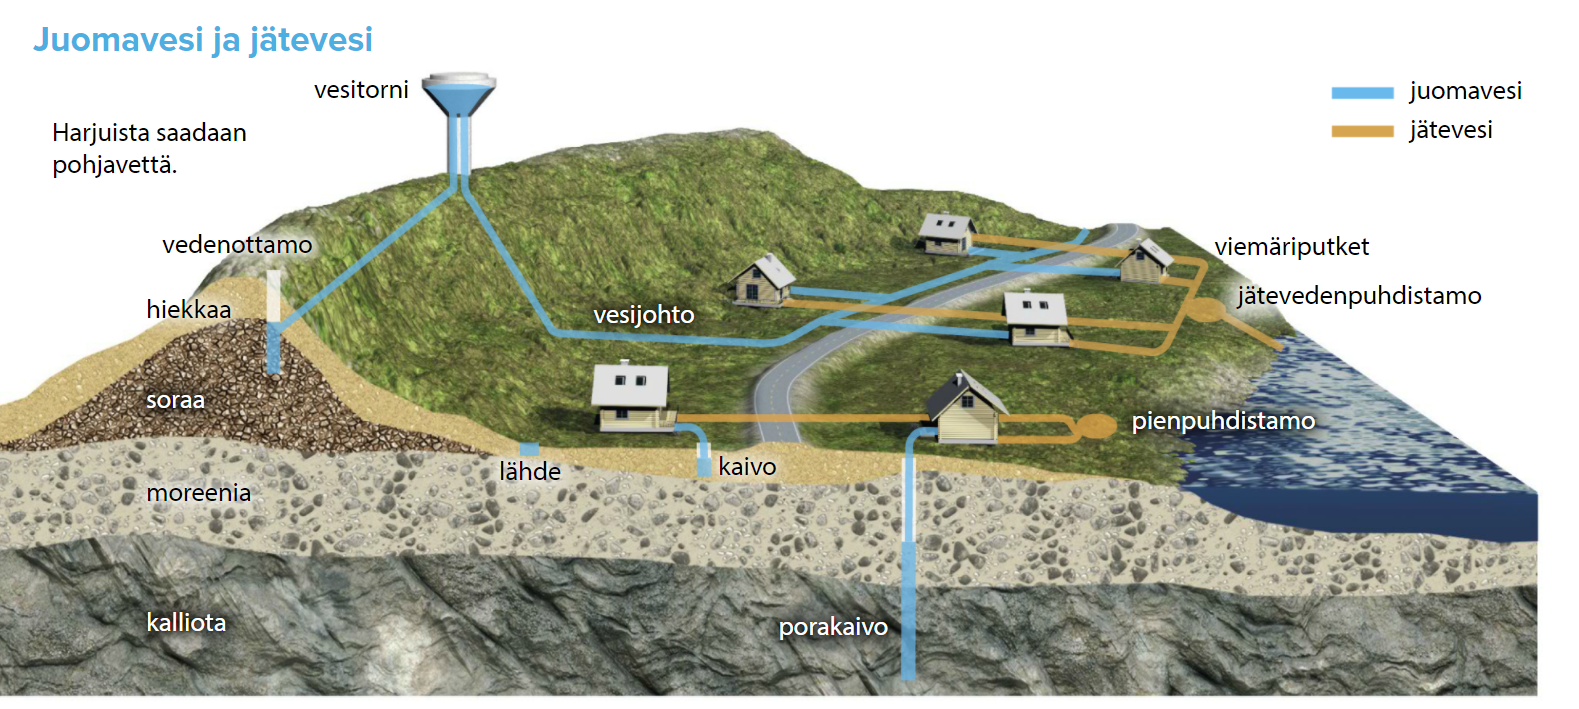 Juomavesi ja jätevesi
vesitorni
juomavesi
jätevesi
Harjuista saadaan
pohjavettä.
vedenottamo
viemäriputket
hiekkaa
vesijohto
jätevedenpuhdistamo
soraa
pienpuhdistamo
lähde
kaivo
moreenia
kalliota
porakaivo